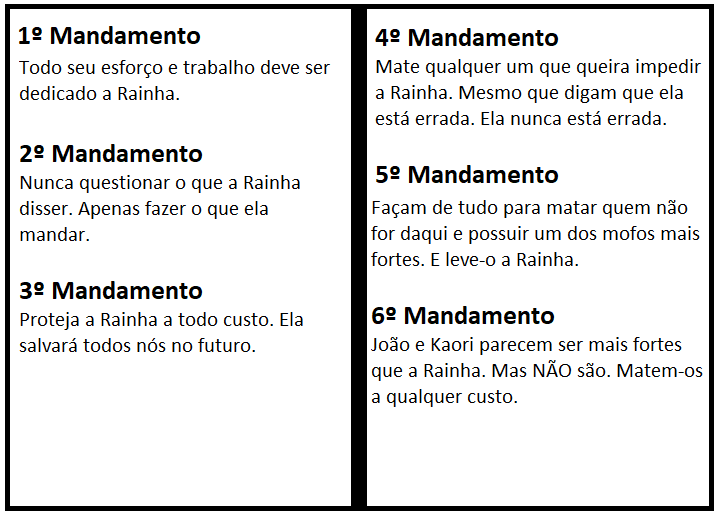 1º Mandamento
Todo seu esforço e trabalho deve ser
dedicado a Rainha.
2º Mandamento
Nunca questionar o que a Rainha
disser. Apenas fazer o que ela
mandar.
3º Mandamento
Proteja a Rainha a todo custo. Ela
salvará todos nós no futuro.
4º Mandamento
Mate qualquer um que queira impedir
a Rainha. Mesmo que digam que ela
está errada. Ela nunca está errada.
5º Mandamento
Façam de tudo para matar quem não
for daqui e possuir um dos mofos mais
fortes. E leve-o a Rainha.
6º Mandamento
João e Kaori parecem ser mais fortes
que a Rainha. Mas NÃO são. Matem-os
a qualquer custo.